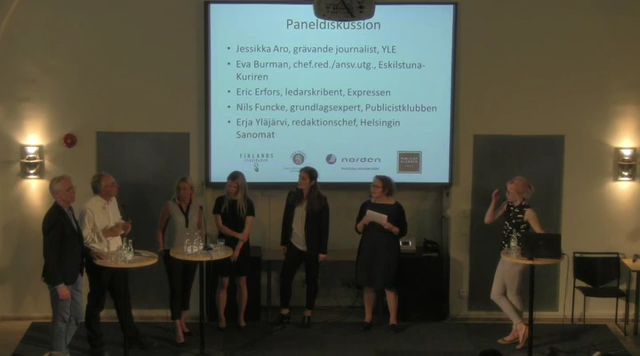 Paneldiskussion
• Jessikka Aro, grävande journalist, YLE
• Eva Burman, chef.red./ansv.utg., Eskilstuna-
Kuriren
• Eric Erfors, ledarskribent, Expressen
• Nils Funcke, grundlagsexpert, Publicistklubben
• Erja Yläjärvi, redaktionschef, Helsingin
Sanomat
FINLANDS
norden